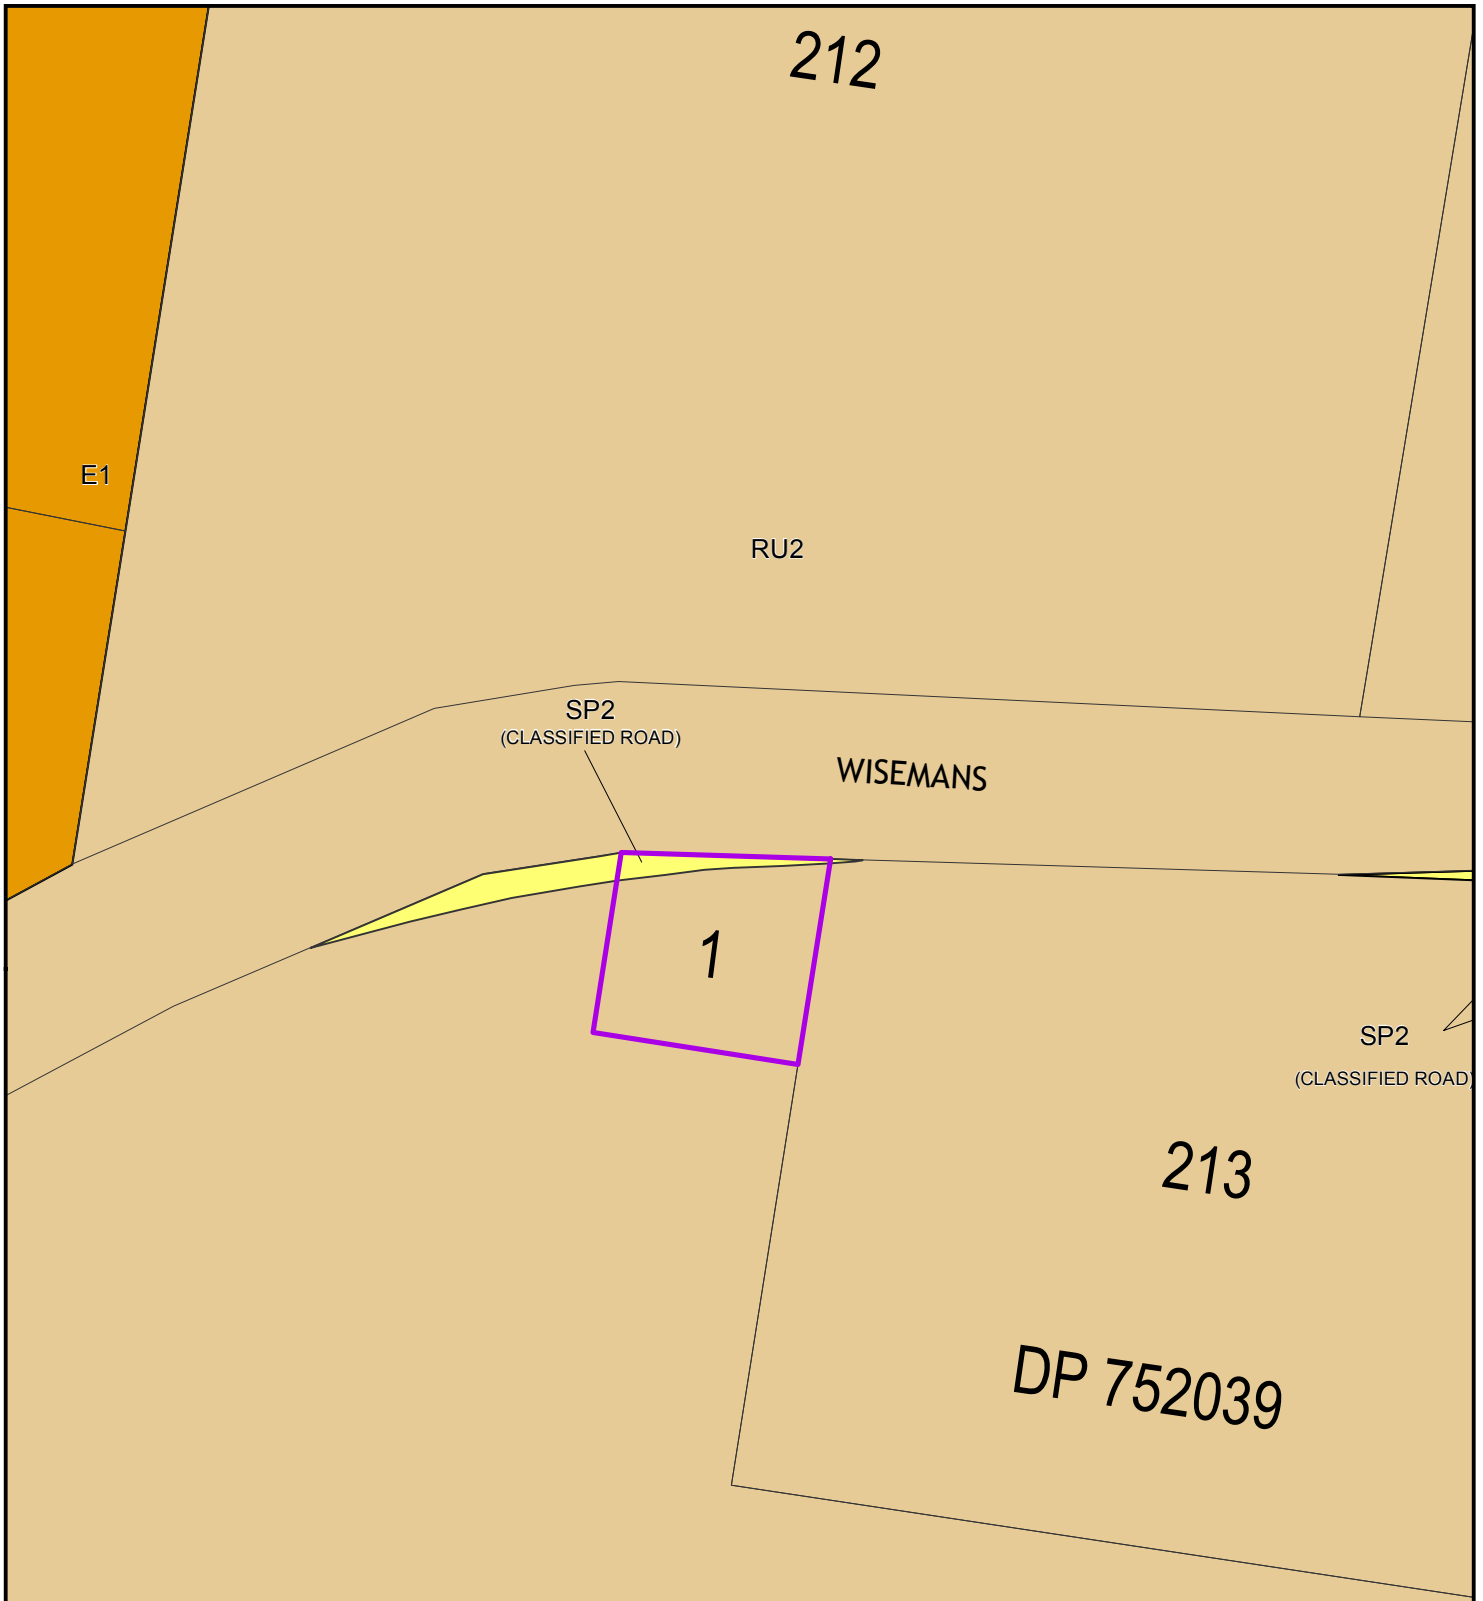 212
E1
RU2
SP2
(CLASSIFIED ROAD)
WISEMANS
1
SP2
(CLASSIFIED ROAD)
213
DP 752039